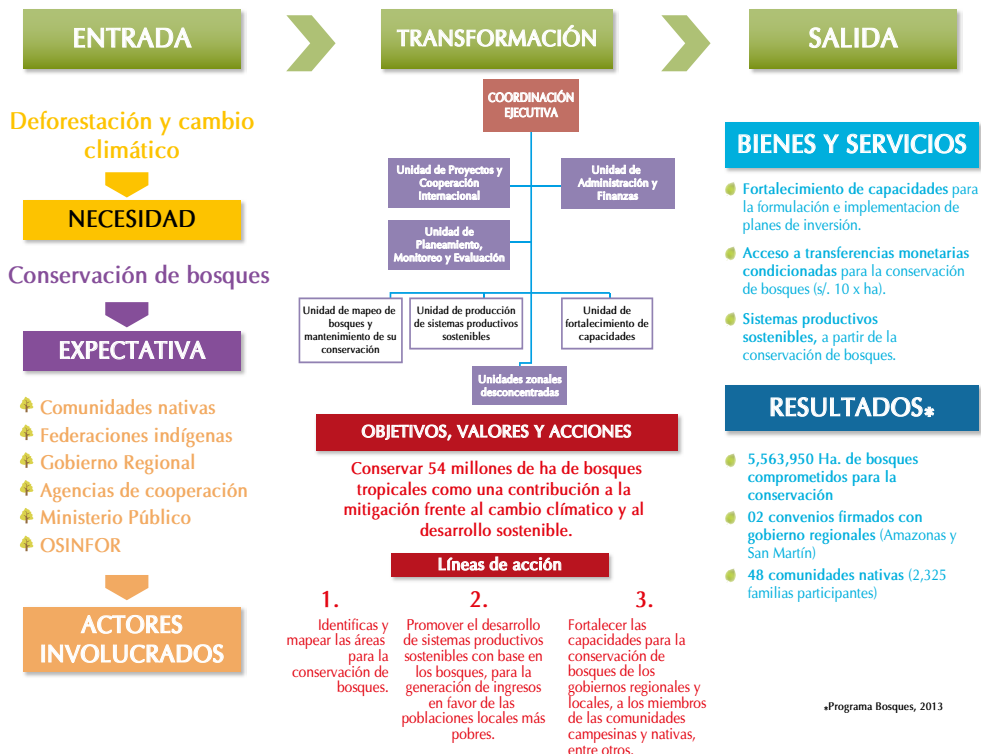 ENTRADA
Deforestación y cambio
climático
NECESIDAD
Conservación de bosques
EXPECTATIVA
Comunidades nativas
Federaciones indígenas
Gobierno Regional
Agencias de cooperación
Ministerio Público
OSINFOR
ACTORES
INVOLUCRADOS
TRANSFORMACIÓN
COORDINACIÓN
EJECUTIVA
Unidad de Proyectos y
Cooperación
Internacional
Unidad de
Administración y
Finanzas
Unidad de
Planeamiento,
Monitoreo y Evaluación
Unidad de mapeo de
bosques y
mantenimiento de su
conservación
Unidad de producción
de sistemas productivos
sostenibles
Unidad de
fortalecimiento de
capacidades
Unidades zonales
desconcentradas
OBJETIVOS, VALORES Y ACCIONES
Conservar 54 millones de ha de bosques
tropicales como una contribución a la
mitigación frente al cambio clímatico y al
desarrollo sostenible.
Líneas de acción
1.
Identificas y
mapear las áreas
para la
conservación de
bosques.
2.
Promover el desarrollo
de sistemas productivos
sostenibles con base en
los bosques, para la
generación de ingresos
en favor de las
poblaciones locales más
pobres.
3.
Fortalecer las
capacidades para la
conservación de
bosques de los
gobiernos regionales y
locales, a los miembros
de las comunidades
campesinas y nativas,
entre otros.
SALIDA
BIENES Y SERVICIOS
Fortalecimiento de capacidades para
la formulación e implementacion de
planes de inversión.
Acceso a transferencias monetarias
condicionadas para la conservación
de bosques (s/. 10 x ha).
Sistemas productivos
sostenibles, a partir de la
conservación de bosques.
RESULTADOS*
5,563,950 Ha. de bosques
comprometidos para la
conservación
02 convenios firmados con
gobierno regionales (Amazonas y
San Martín)
48 comunidades nativas (2,325
familias participantes)
*Programa Bosques, 2013